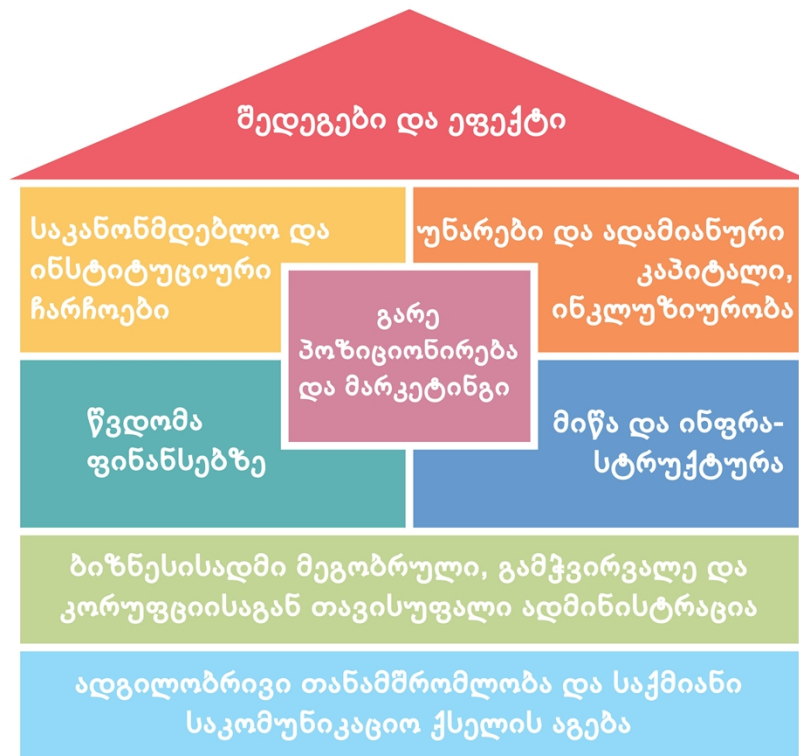 შედეგები და ეფექტი
საკანონმდებლო და
ინსტიტუციური
ჩარჩოები
უნარები და ადამიანური
კაპიტალი,
ინკლუზიურობა
გარე
პოზიციონირება
და მარკეტინგი
წვდომა
ფინანსებზე
მიწა და ინფრა-
სტრუქტურა
ბიზნესისადმი მეგობრული, გამჭვირვალე და
კორუფციისაგან თავისუფალი ადმინისტრაცია
ადგილობრივი თანამშრომლობა და საქმიანი
საკომუნიკაციო ქსელის აგება